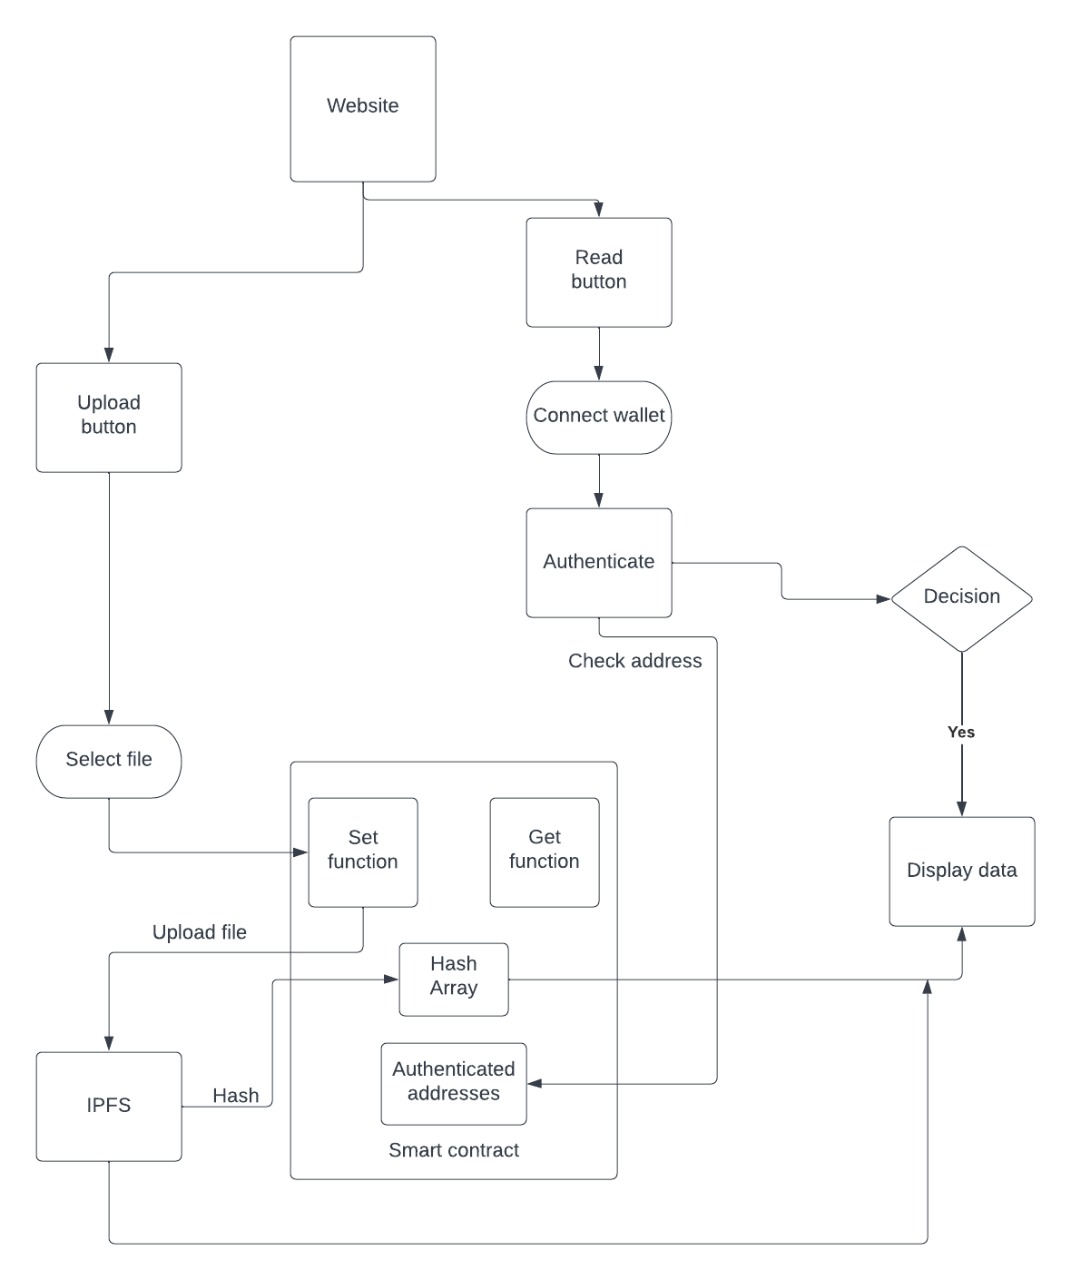 Website
Read
button
Upload
button
Connect wallet
Authenticate
Decision
Check address
Yes
Select file
Set
function
Get
function
Display data
Upload file
Hash
Array
Authenticated
addresses
IPFS
Hash
Smart contract